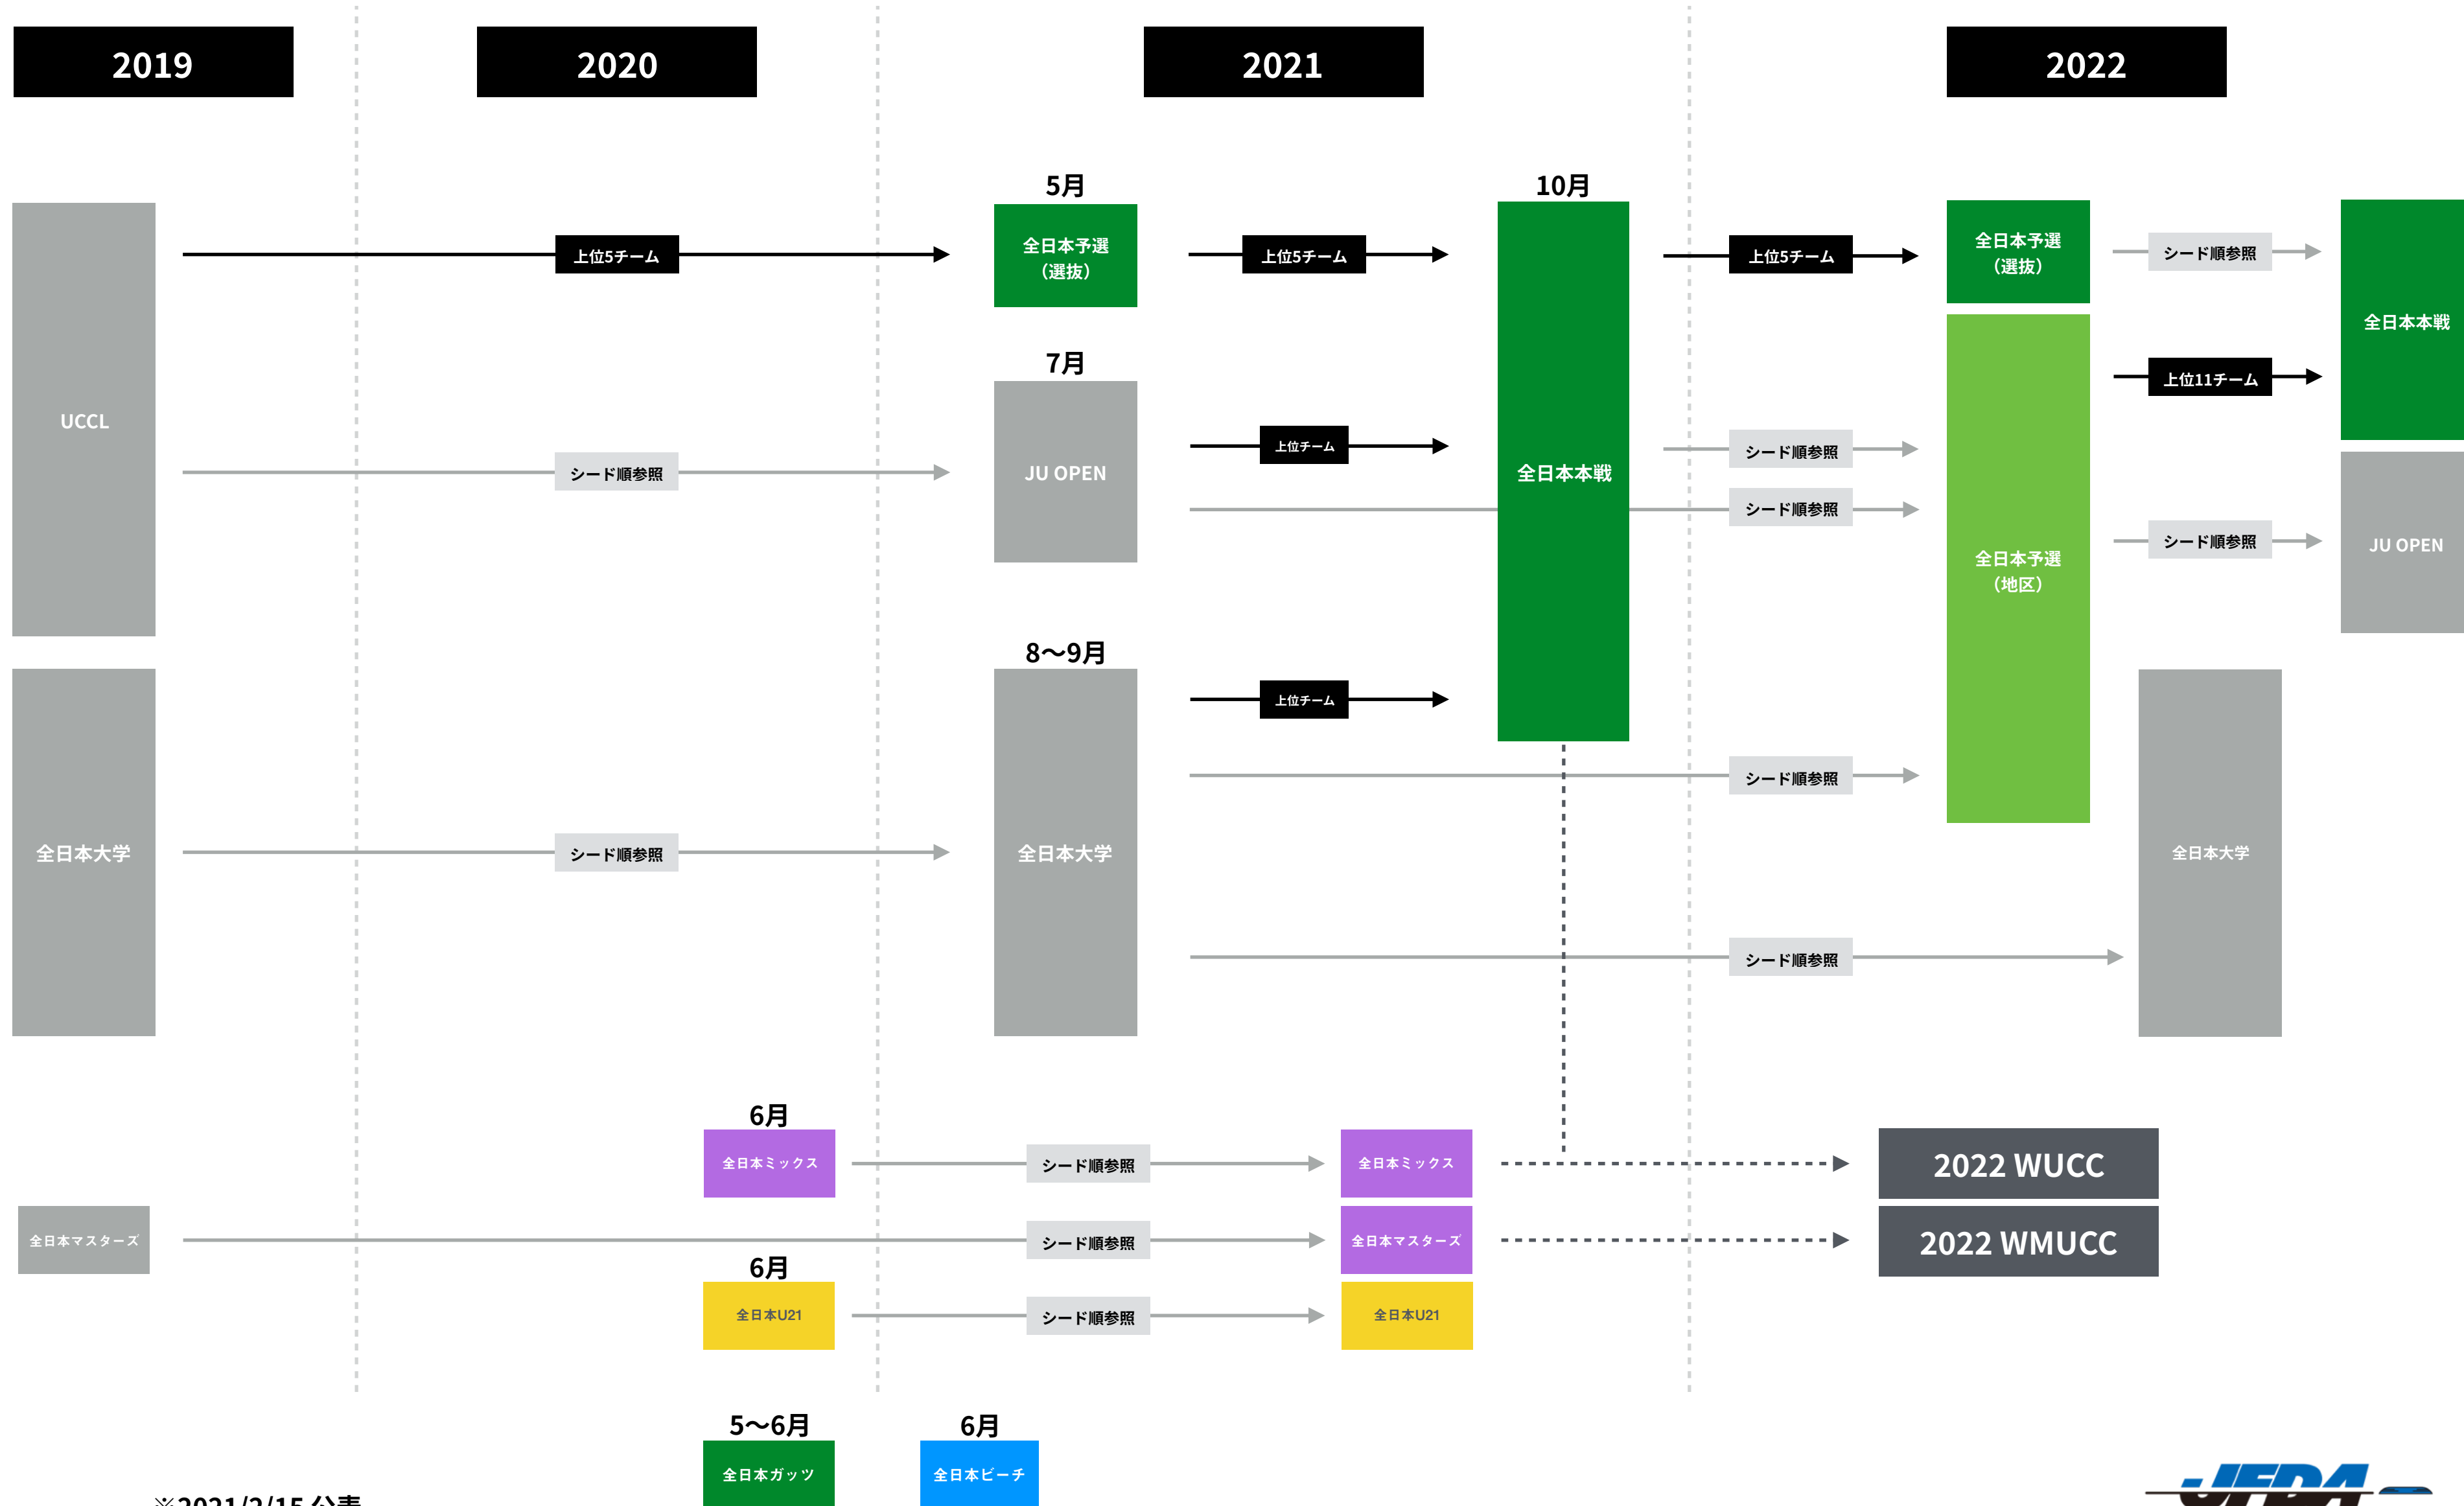 2019
2020
2021
2022
5月
10月
UCCL
上位5チーム
全日本予選
（選抜）
上位5チーム
上位5チーム
全日本予選
（選抜）
シード順参照
全日本本戦
7月
上位11チーム
シード順参照
JU OPEN
上位チーム
全日本本戦
シード順参照
シード順参照
全日本予選
（地区）
シード順参照
JU OPEN
8〜9月
上位チーム
シード順参照
全日本大学
シード順参照
全日本大学
全日本大学
シード順参照
6月
全日本ミックス
シード順参照
全日本ミックス
2022 WUCC
全日本マスターズ
シード順参照
全日本マスターズ
2022 WMUCC
6月
全日本U21
シード順参照
全日本U21
5〜6月
6月
全日本ガッツ
全日本ビーチ
※2021/2/15 公表
JFDA